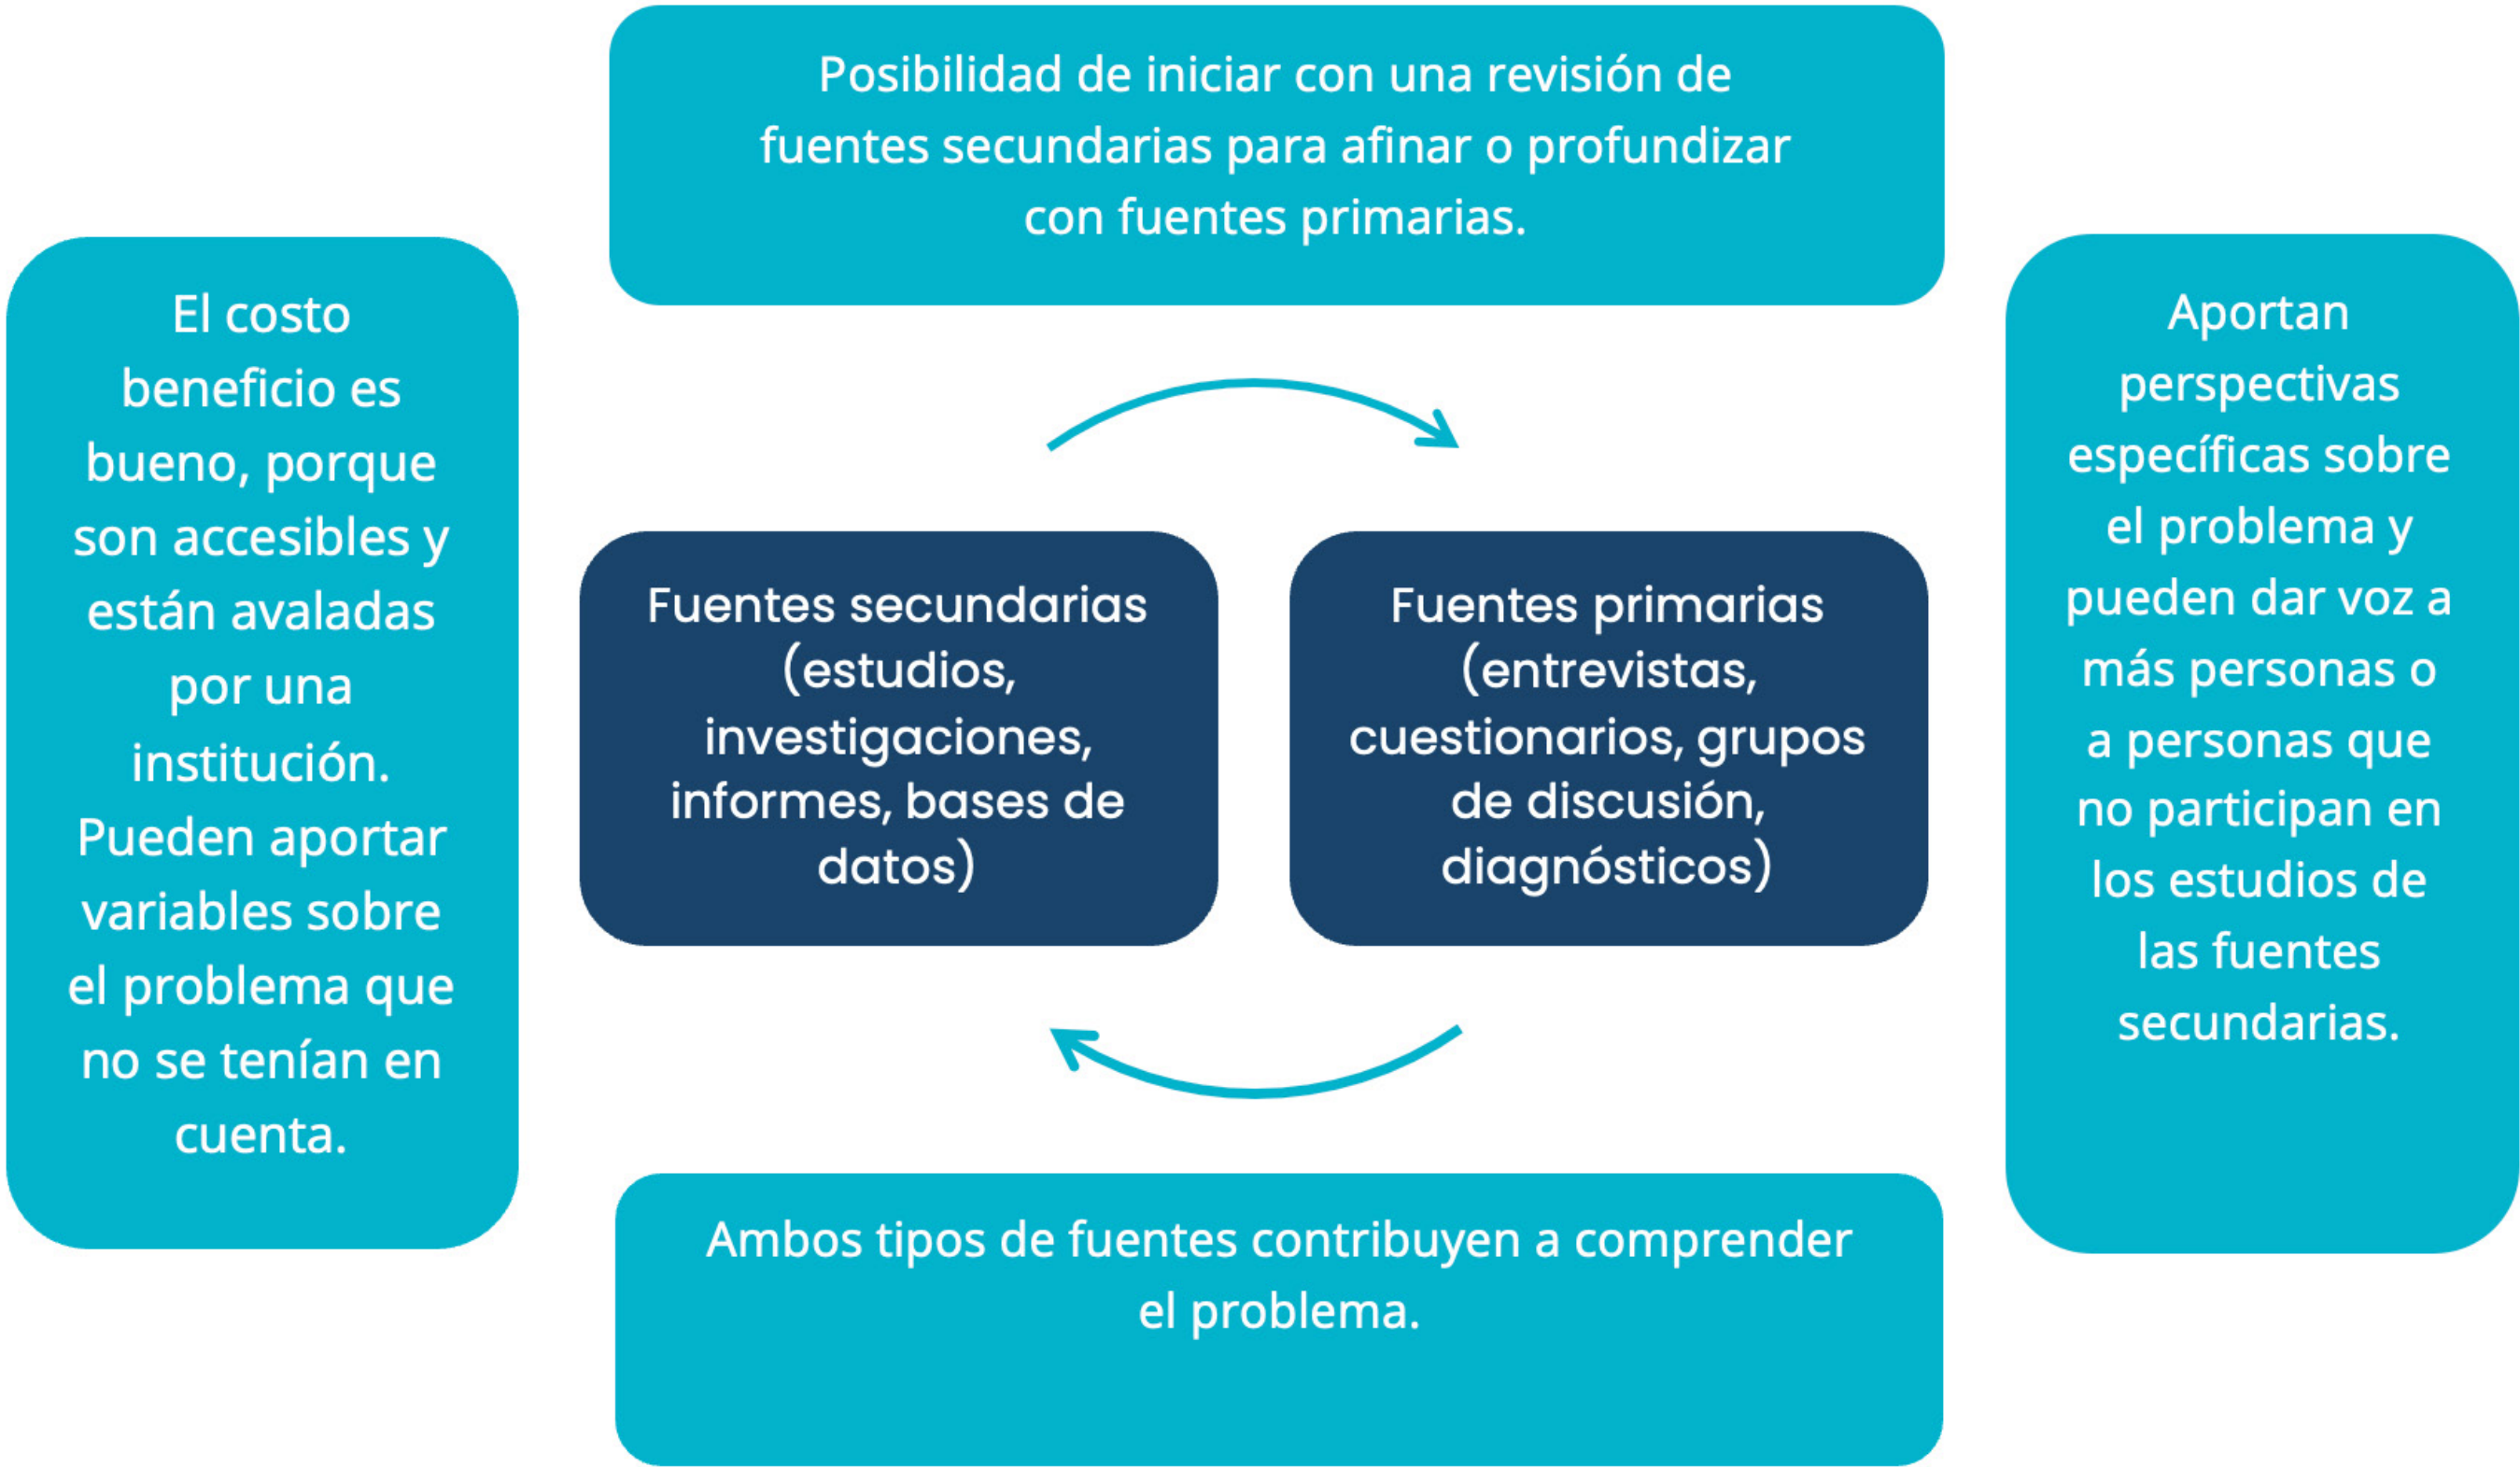 Posibilidad de iniciar con una revisión de
fuentes secundarias para afinar o profundizar
con fuentes primarias.
El costo
beneficio es
bueno, porque
son accesibles y
están avaladas
por una
institución.
Pueden aportar
variables sobre
el problema que
no se tenían en
cuenta.
Fuentes secundarias
(estudios,
investigaciones,
informes, bases de
datos)
Fuentes primarias
(entrevistas,
cuestionarios, grupos
de discusión,
diagnósticos)
Aportan
perspectivas
específicas sobre
el problema y
pueden dar voz a
más personas o
a personas que
no participan en
los estudios de
las fuentes
secundarias.
Ambos tipos de fuentes contribuyen a comprender
el problema.